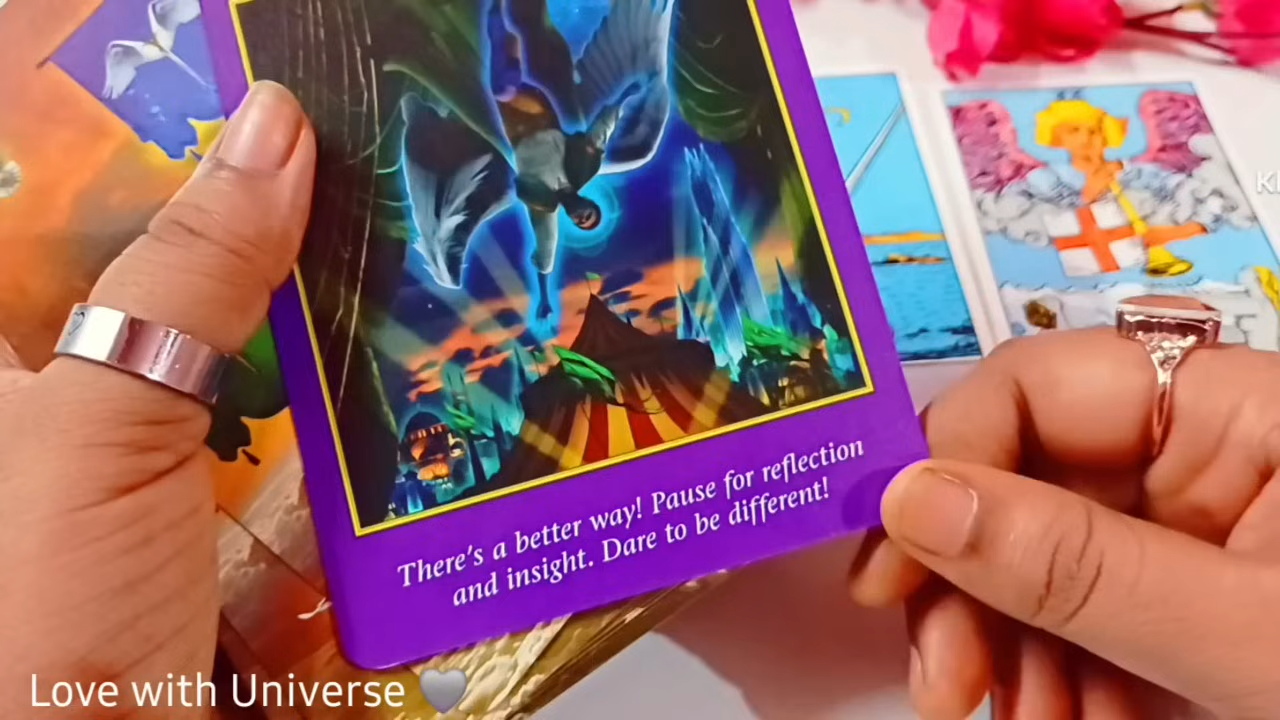 There's a better way! Pause for reflection
and insight. Dare to be different!
Love with Universe